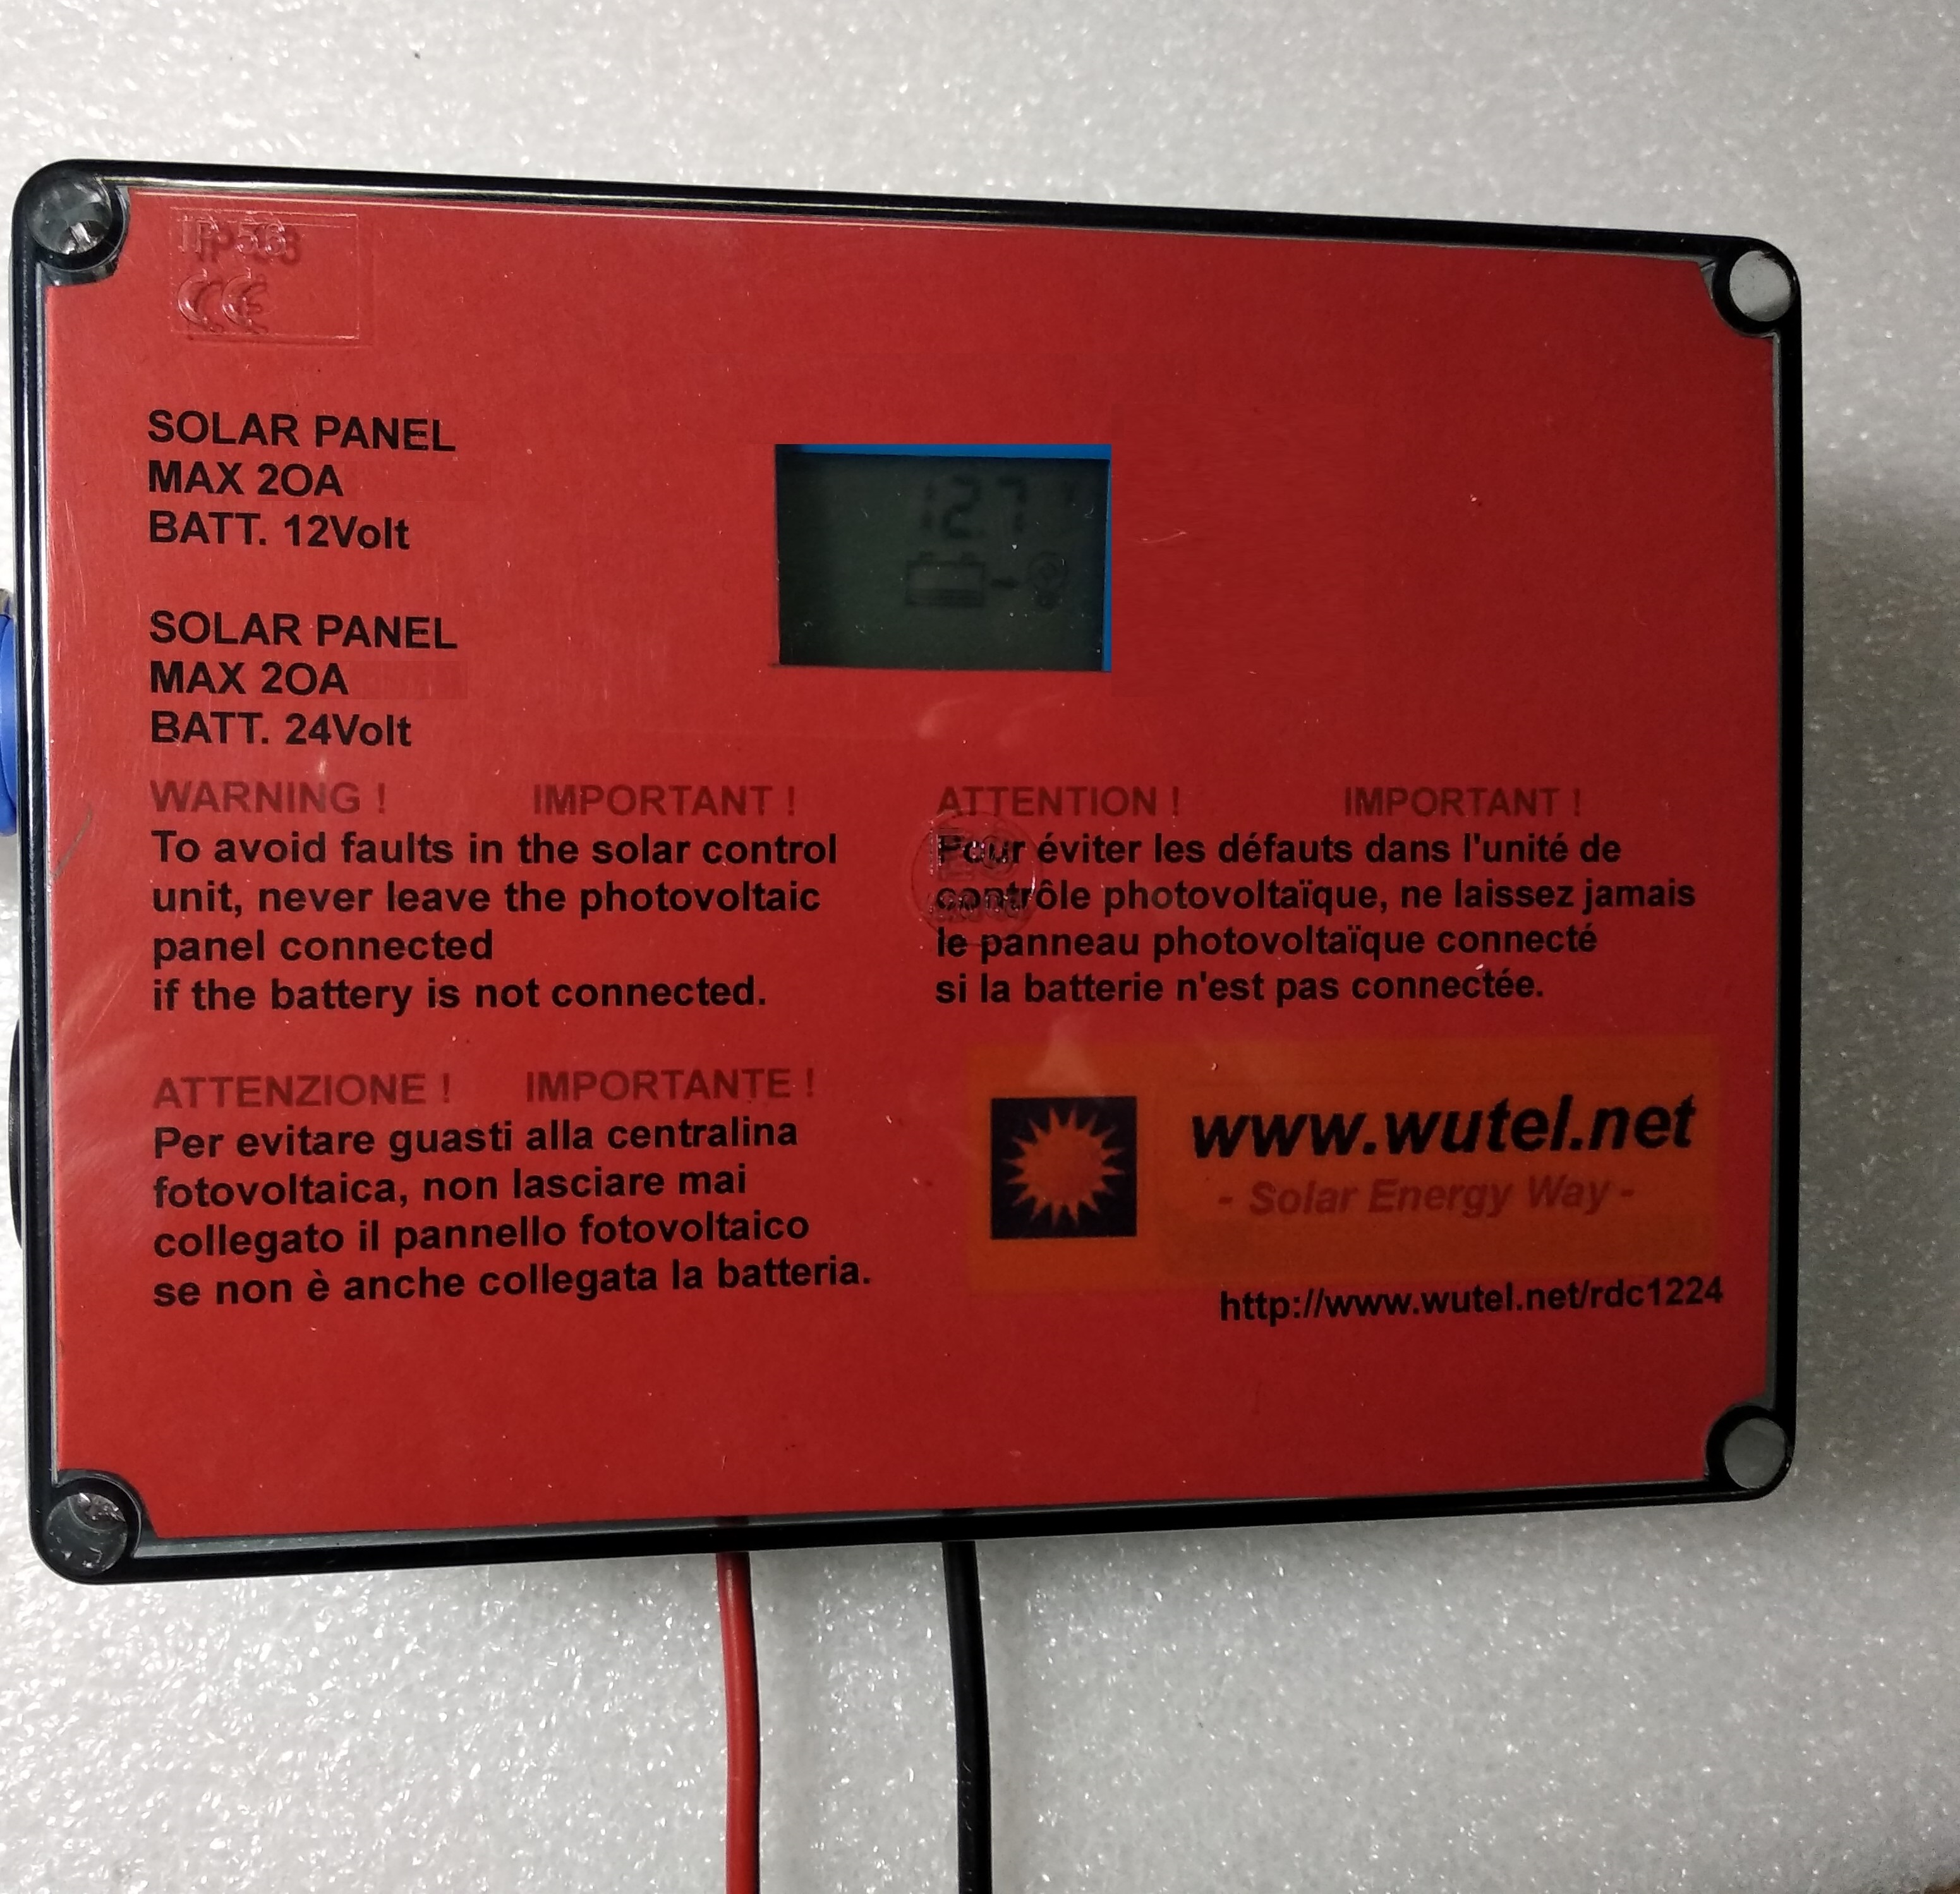 CE
SOLAR PANEL
MAX 2OA
BATT. 12Volt
12.7
SOLAR PANEL
MAX 2OA
BATT. 24Volt
WARNING ! IMPORTANT !
To avoid faults in the solar control
unit, never leave the photovoltaic
panel connected
if the battery is not connected.
ATTENTION ! IMPORTANT !
Pour éviter les défauts dans l'unité de
contrôle photovoltaïque, ne laissez jamais
le panneau photovoltaïque connecté
si la batterie n'est pas connectée.
ATTENZIONE ! IMPORTANTE !
Per evitare guasti alla centralina
fotovoltaica, non lasciare mai
collegato il pannello fotovoltaico
se non è anche collegata la batteria.
www.wutel.net
- Solar Energy Way -
http://www.wutel.net/rdc1224